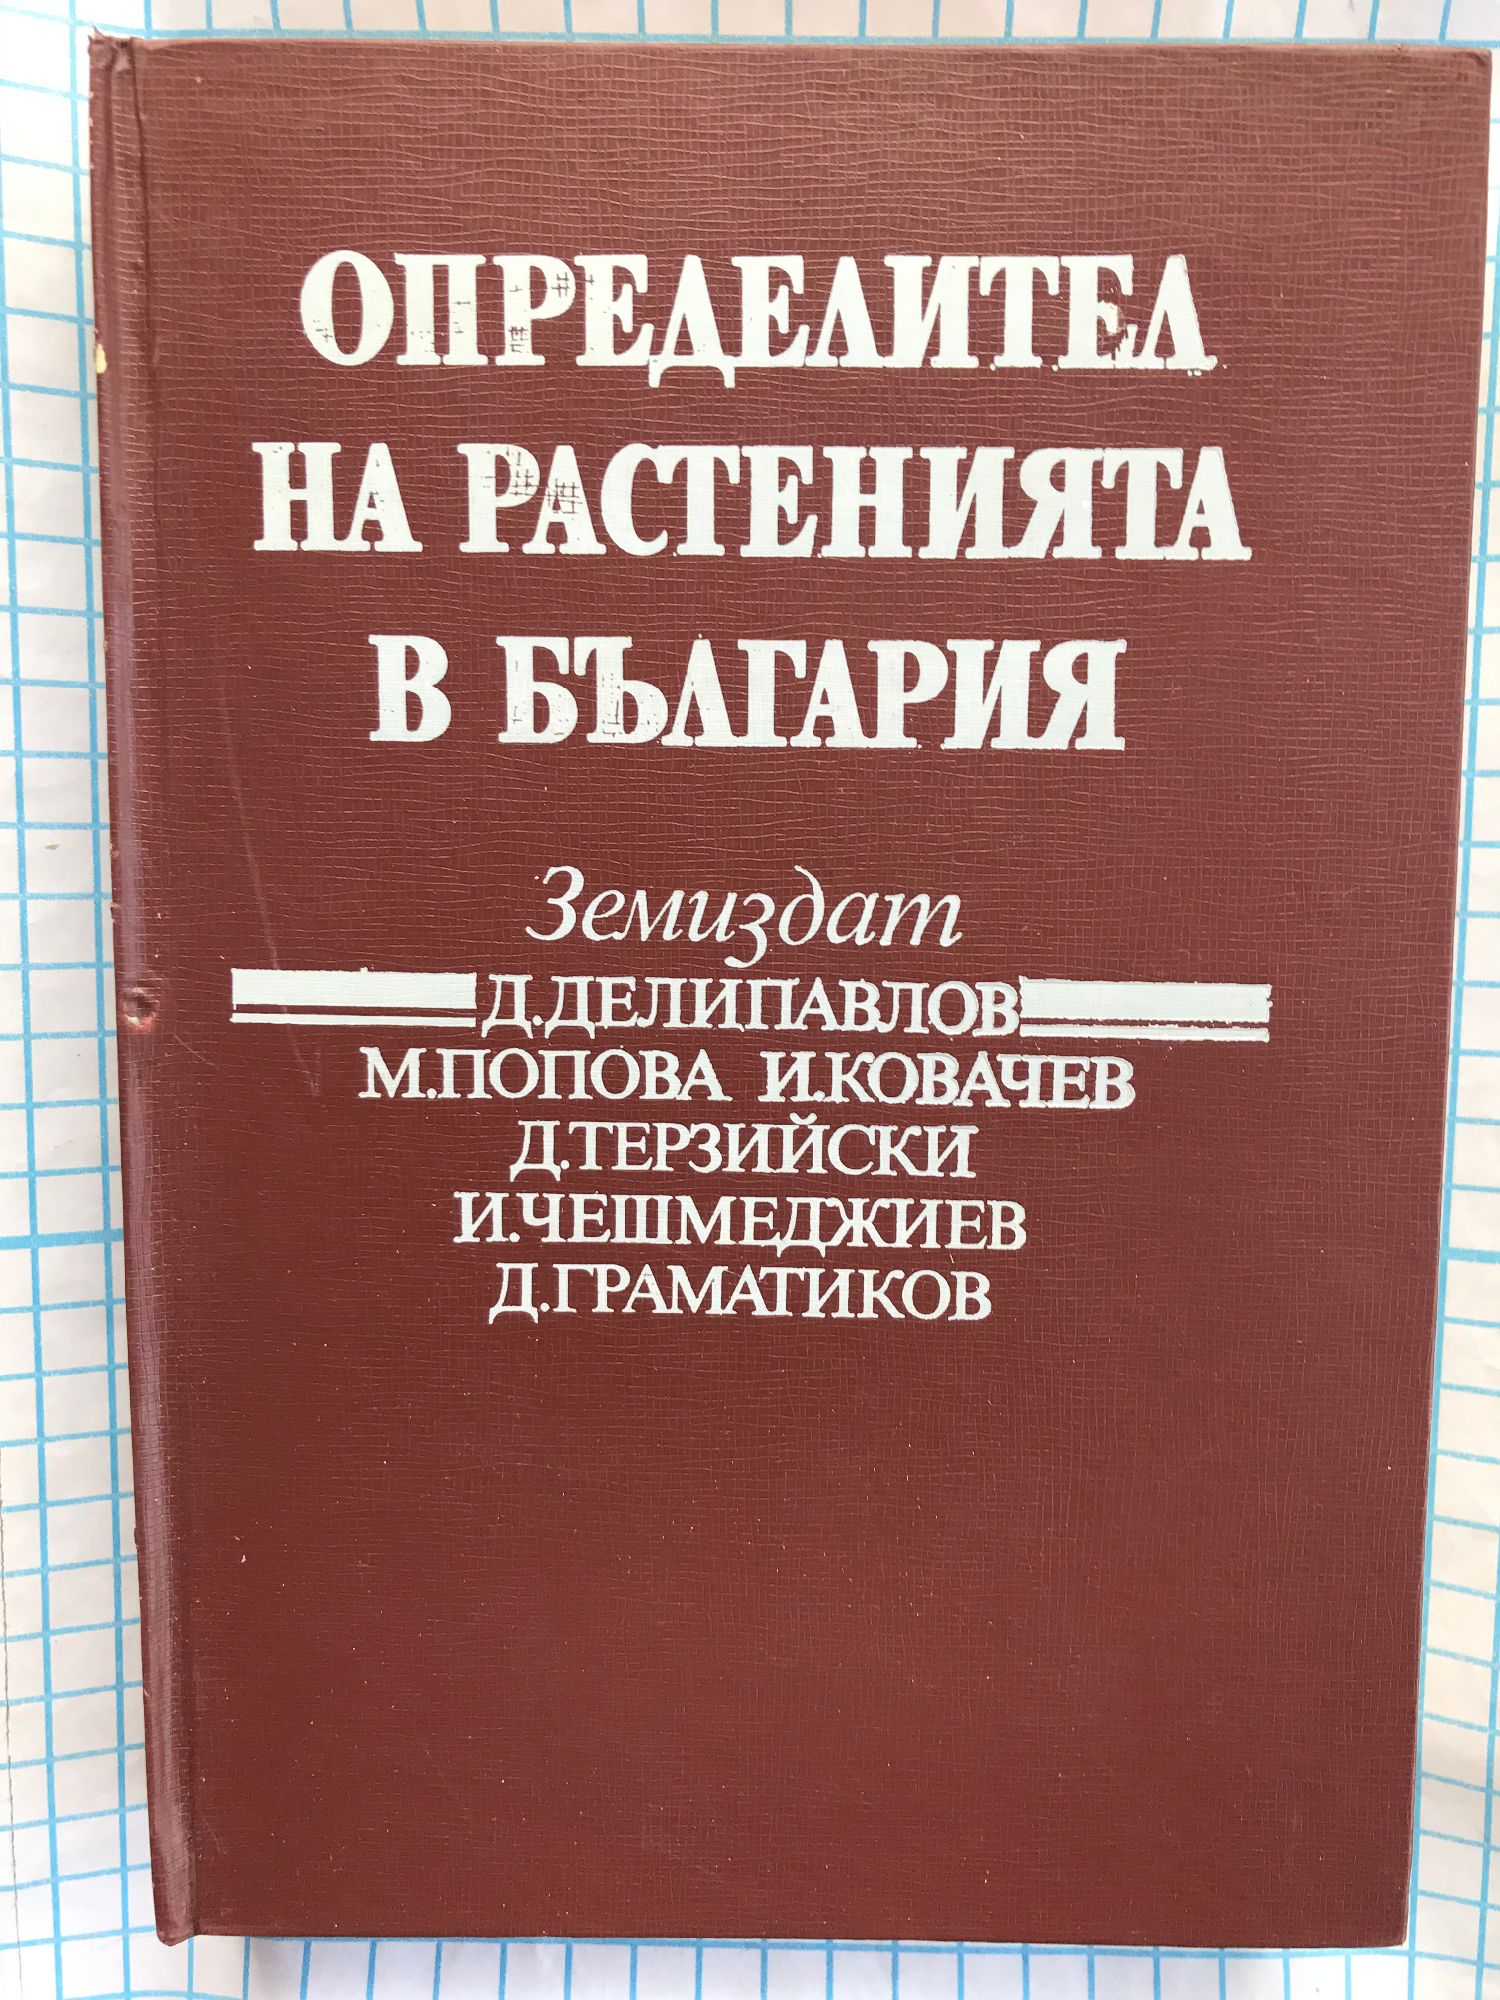 ОПРЕДЕЛИТЕЛ
НА РАСТЕНИЯТА
В БЪЛГАРИЯ
Земиздат
Д.ДЕЛИПАВЛОВ
М.ПОПОВА И.КОВАЧЕВ
Д.ТЕРЗИЙСКИ
И.ЧЕШМЕДЖИЕВ
Д.ГРАМАТИКОВ